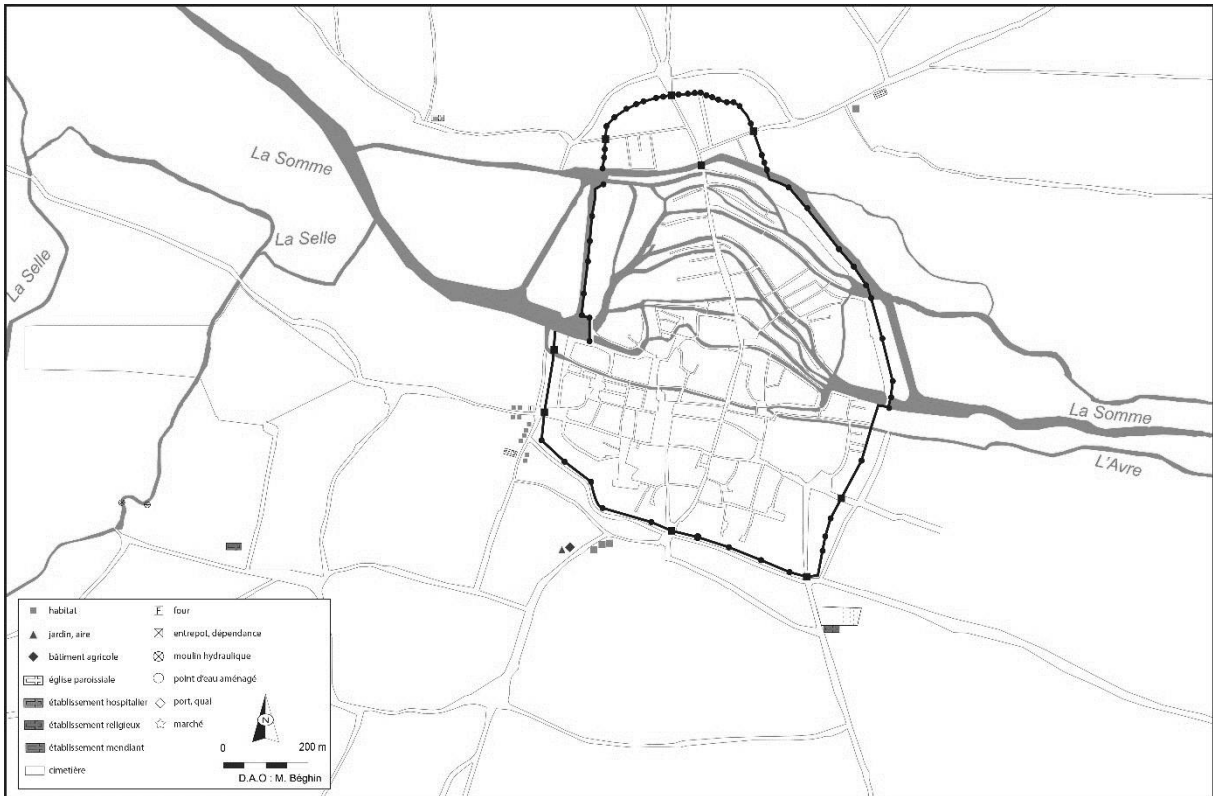 La Somme
La Selle
La Selle
La Somme
L'Avre
habitat
jardin, aire
bâtiment agricole
église paroissiale
établissement hospitalier
établissement religieux
établissement mendiant
cimetière
four
entrepot, dépendance
moulin hydraulique
point d'eau aménagé
port, quai
marché
N
0 200 m
D.A.O : M. Béghin